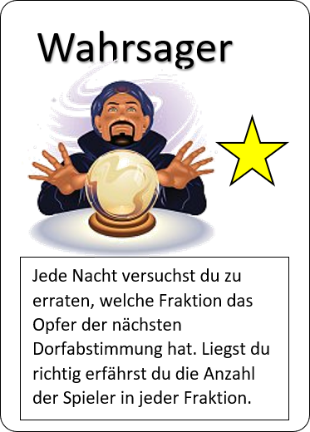 Wahrsager
Jede Nacht versuchst du zu
erraten, welche Fraktion das
Opfer der nächsten
Dorfabstimmung hat. Liegst du
richtig erfährst du die Anzahl
der Spieler in jeder Fraktion.